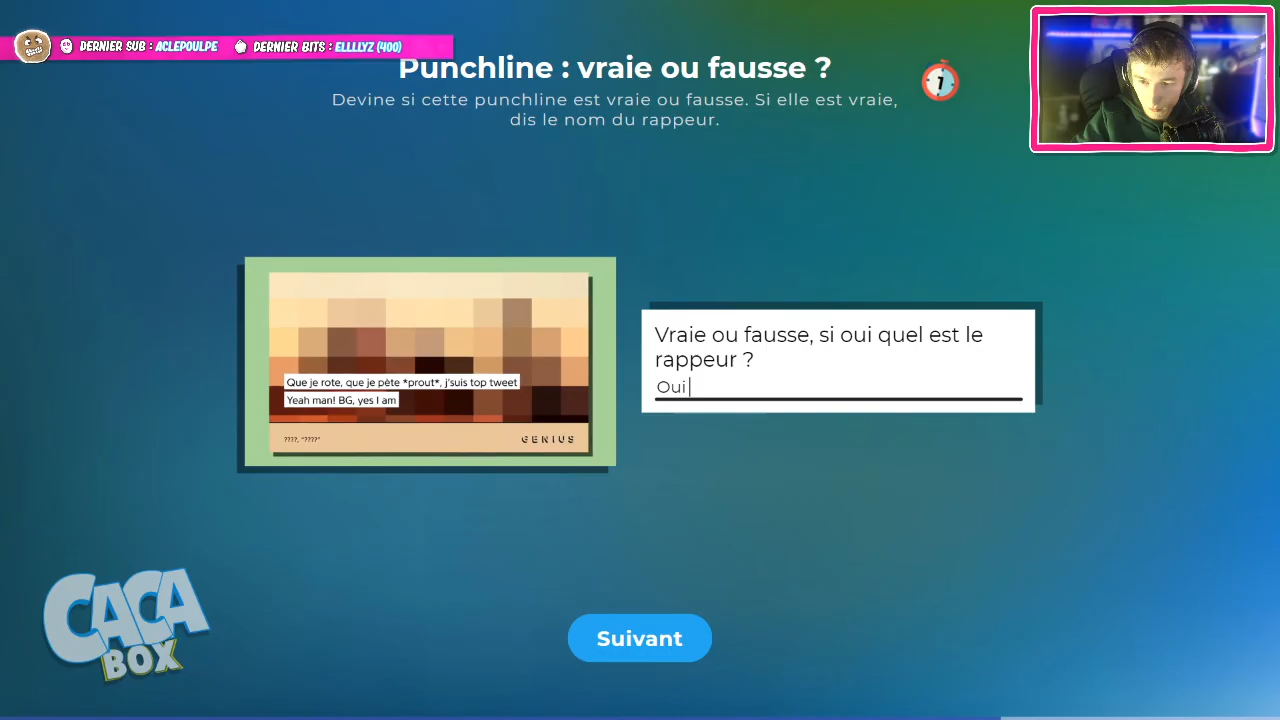 DERNIER SUB : ACLEPOULPE DERNIER BITS : ELLLLYZ (400)
Punchline : vraie ou fausse ?
Devine si cette punchline est vraie ou fausse. Si elle est vraie,
dis le nom du rappeur.
Que je rote, que je pète *prout*, j'suis top tweet
Yeah man! BG, yes I am
????, "????"
GENIUS
Vraie ou fausse, si oui quel est le
rappeur ?
Oui
CACA
BOX
Suivant